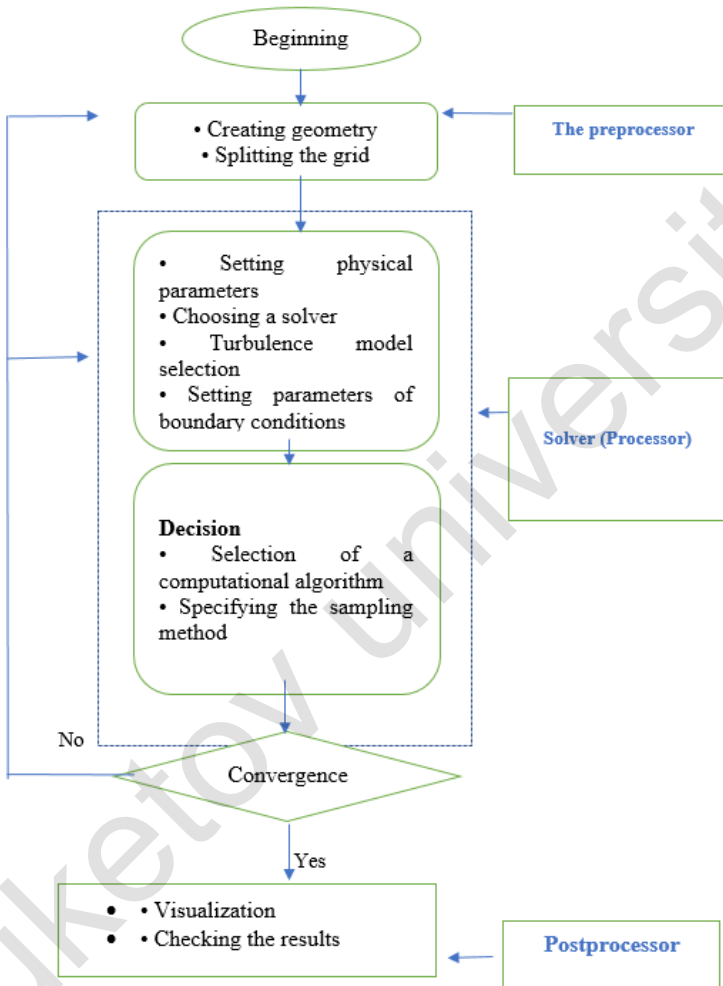 Beginning
• Creating geometry
• Splitting the grid
The preprocessor
• Setting physical
parameters
• Choosing a solver
• Turbulence model
selection
• Setting parameters of
boundary conditions
Solver (Processor)
Decision
• Selection of a
computational algorithm
• Specifying the sampling
method
No
Convergence
Yes
• • Visualization
• • Checking the results
Postprocessor
uketov universit